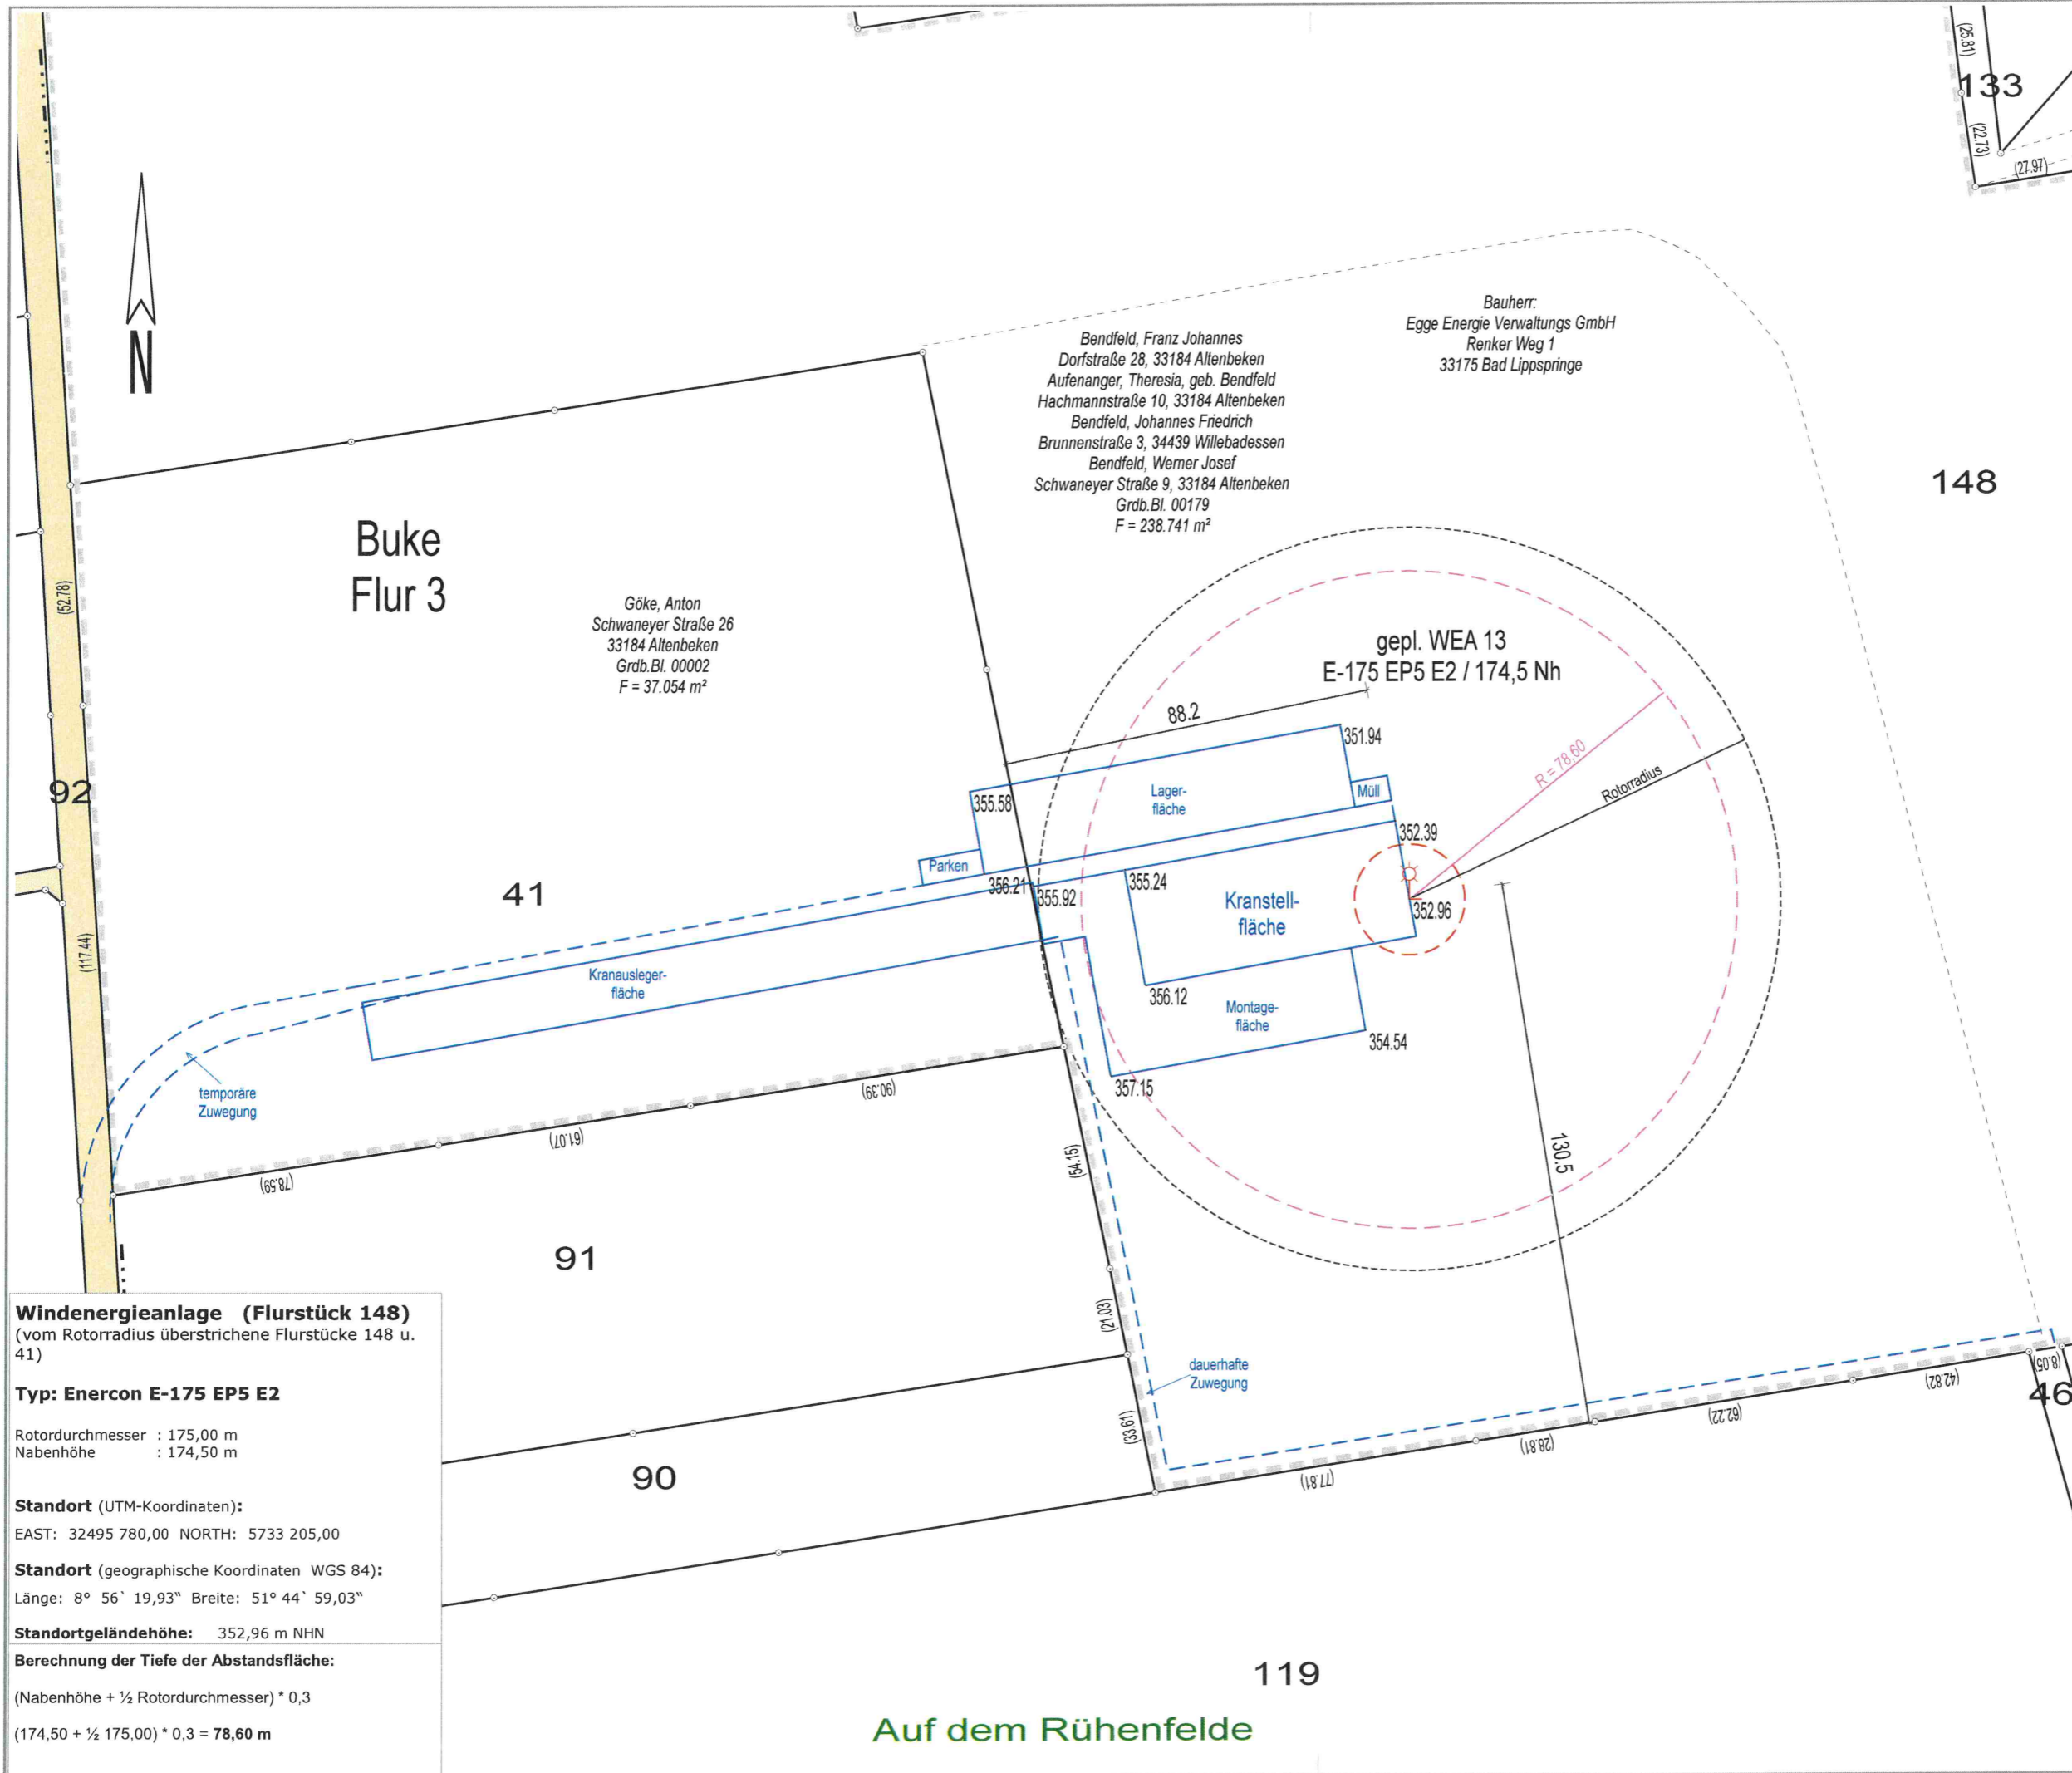 (25.81)
133
(22.73)
(27.97)
N
Bauherr:
Egge Energie Verwaltungs GmbH
Renker Weg 1
33175 Bad Lippspringe
Bendfeld, Franz Johannes
Dorfstraße 28, 33184 Altenbeken
Aufenanger, Theresia, geb. Bendfeld
Hachmannstraße 10, 33184 Altenbeken
Bendfeld, Johannes Friedrich
Brunnenstraße 3, 34439 Willebadessen
Bendfeld, Werner Josef
Schwaneyer Straße 9, 33184 Altenbeken
Grdb.Bl. 00179
F = 238.741 m²
148
Buke
Flur 3
(52.78)
Göke, Anton
Schwaneyer Straße 26
33184 Altenbeken
Grdb.Bl. 00002
F = 37.054 m²
gepl. WEA 13
E-175 EP5 E2 / 174,5 Nh
88.2
351.94
R = 78,60
Rotorradius
92
355.58
Lager-
fläche
Müll
352.39
Parken
356.21
355.92
355.24
41
Kranstell-
fläche
352.96
(117.44)
Kranausleger-
fläche
356.12
Montage-
fläche
354.54
357.15
temporäre
Zuwegung
(90.39)
(61.07)
(78.59)
(54.15)
130.5
91
(21.03)
dauerhafte
Zuwegung
(33.61)
(8.05)
46
(42.82)
(62.22)
(28.81)
(77.81)
90
119
Auf dem Rühenfelde
Windenergieanlage (Flurstück 148)
(vom Rotorradius überstrichene Flurstücke 148 u.
41)
Typ: Enercon E-175 EP5 E2
Rotordurchmesser : 175,00 m
Nabenhöhe : 174,50 m
Standort (UTM-Koordinaten):
EAST: 32495 780,00 NORTH: 5733 205,00
Standort (geographische Koordinaten WGS 84):
Länge: 8° 56` 19,93" Breite: 51° 44` 59,03"
Standortgeländehöhe: 352,96 m NHN
Berechnung der Tiefe der Abstandsfläche:
(Nabenhöhe + ½ Rotordurchmesser) * 0,3
(174,50 + ½ 175,00) * 0,3 = 78,60 m